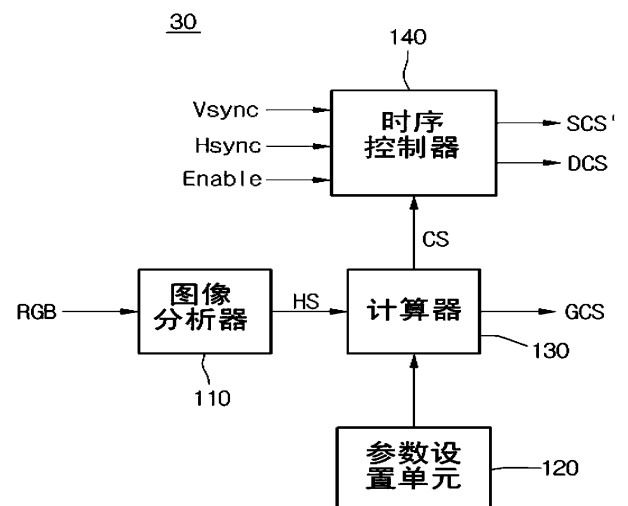 30
140
Vsync
Hsync
Enable
时序
控制器
SCS'
DCS
CS
RGB
图像
分析器
HS
计算器
GCS
110
130
参数设
置单元
120